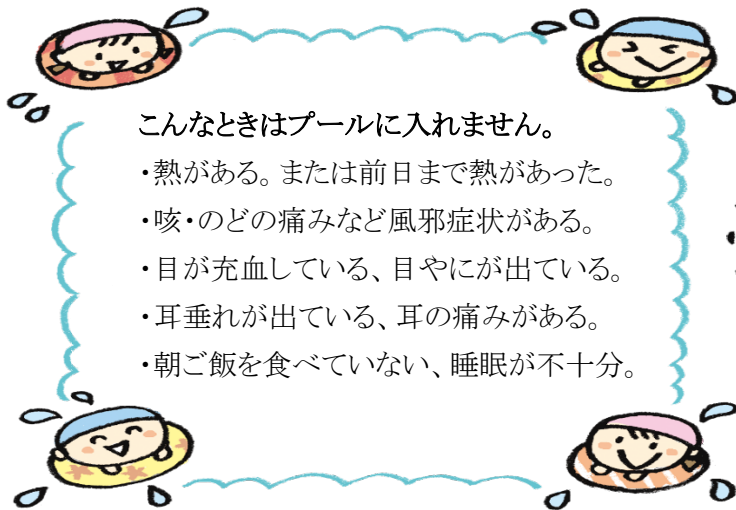 こんなときはプールに入れません。
・熱がある。または前日まで熱があった。
・咳・のどの痛みなど風邪症状がある。
・目が充血している、目やにが出ている。
・耳垂れが出ている、耳の痛みがある。
・朝ご飯を食べていない、睡眠が不十分。